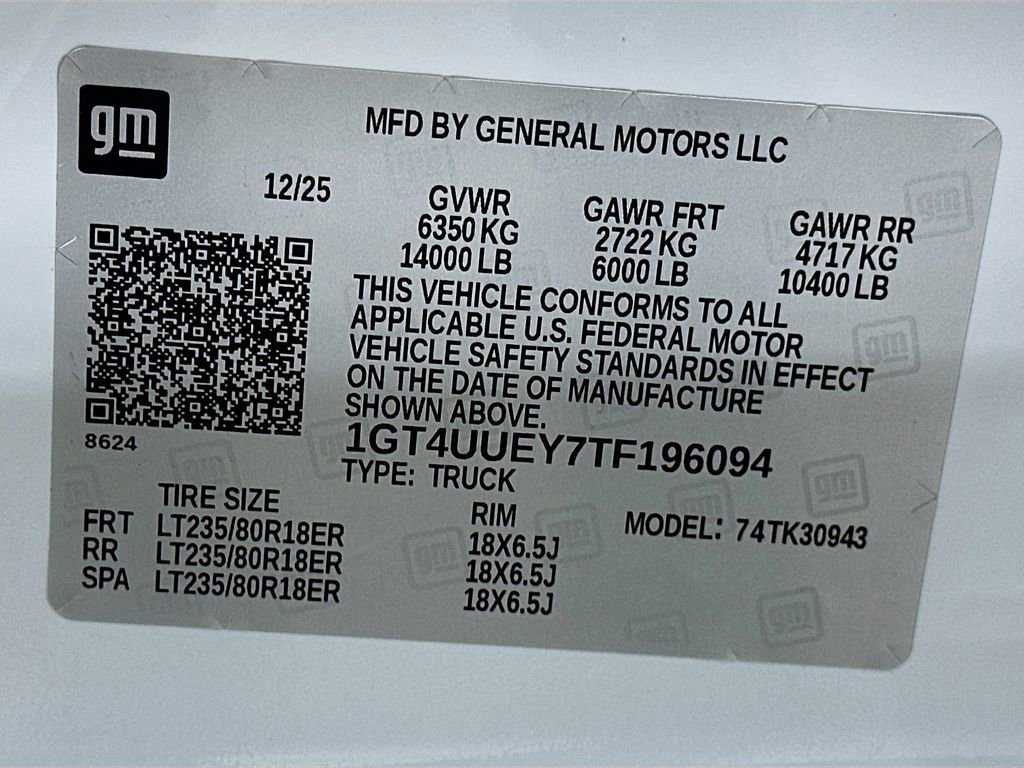 gm
MFD BY GENERAL MOTORS LLC
12/25
GVWR GAWR FRT GAWR RR
6350 KG 2722 KG 4717 KG
14000 LB 6000 LB 10400 LB
THIS VEHICLE CONFORMS TO ALL
APPLICABLE U.S. FEDERAL MOTOR
VEHICLE SAFETY STANDARDS IN EFFECT
ON THE DATE OF MANUFACTURE
SHOWN ABOVE.
8624
1GT4UUEY7TF196094
TYPE: TRUCK
TIRE SIZE RIM MODEL: 74TK30943
FRT LT235/80R18ER 18X6.5J
RR LT235/80R18ER 18X6.5J
SPA LT235/80R18ER 18X6.5J